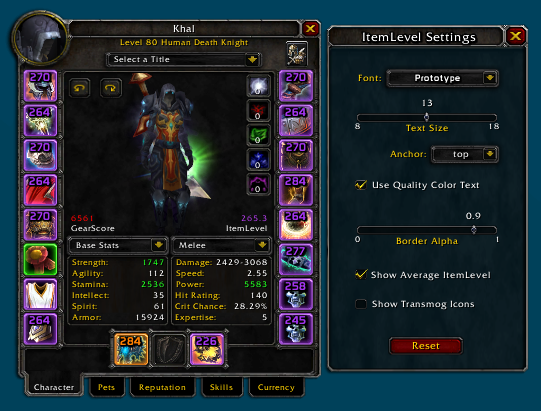 Khal
Level 80 Human Death Knight
Select a Title
270
264
270
264
270
264
270
264
270
284
264
277
258
245
0
0
0
0
0
6561
GearScore
265.3
ItemLevel
Base Stats
Strength: 1747
Agility: 112
Stamina: 2536
Intellect: 35
Spirit: 61
Armor: 15924
Melee
Damage: 2429-3068
Speed: 2.55
Power: 5583
Hit Rating: 140
Crit Chance: 28.29%
Expertise: 5
284
226
Character
Pets
Reputation
Skills
Currency
ItemLevel Settings
Font: Prototype
13
8
Text Size
18
Anchor: top
Use Quality Color Text
0.9
0
Border Alpha
1
Show Average ItemLevel
Show Transmog Icons
Reset